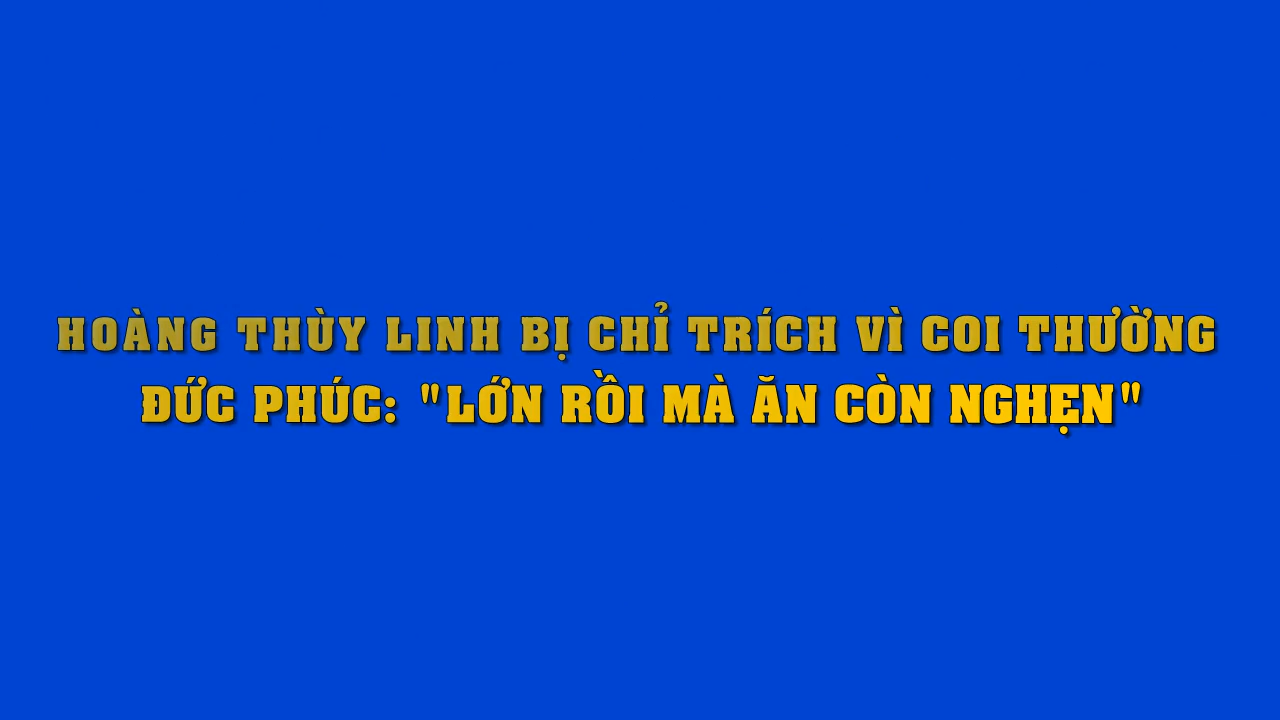 HOÀNG THÙY LINH BỊ CHỈ TRÍCH VÌ COI THƯỜNG
ĐỨC PHÚC: "LỚN RỒI MÀ ĂN CÒN NGHẸN"